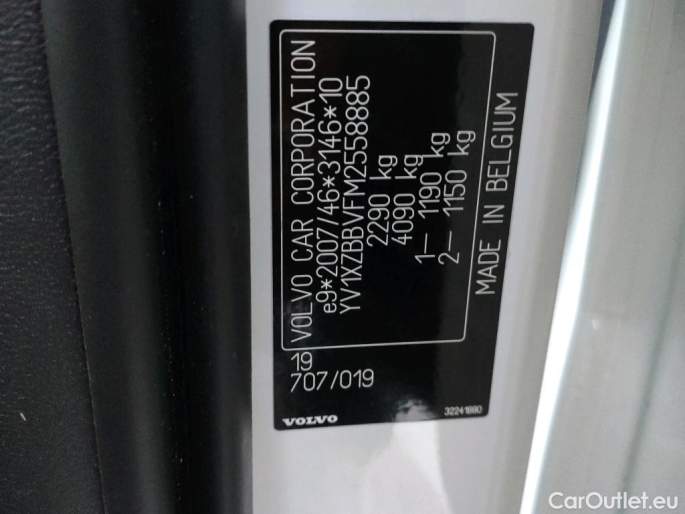 VOLVO CAR CORPORATION
e9*2007/46*3146*10
YV1XZBBVFM2558885
2290 kg
4090 kg
1— 1190 kg
2— 1150 kg
MADE IN BELGIUM
19
707/019
VOLVO
32241880
CarOutlet.eu